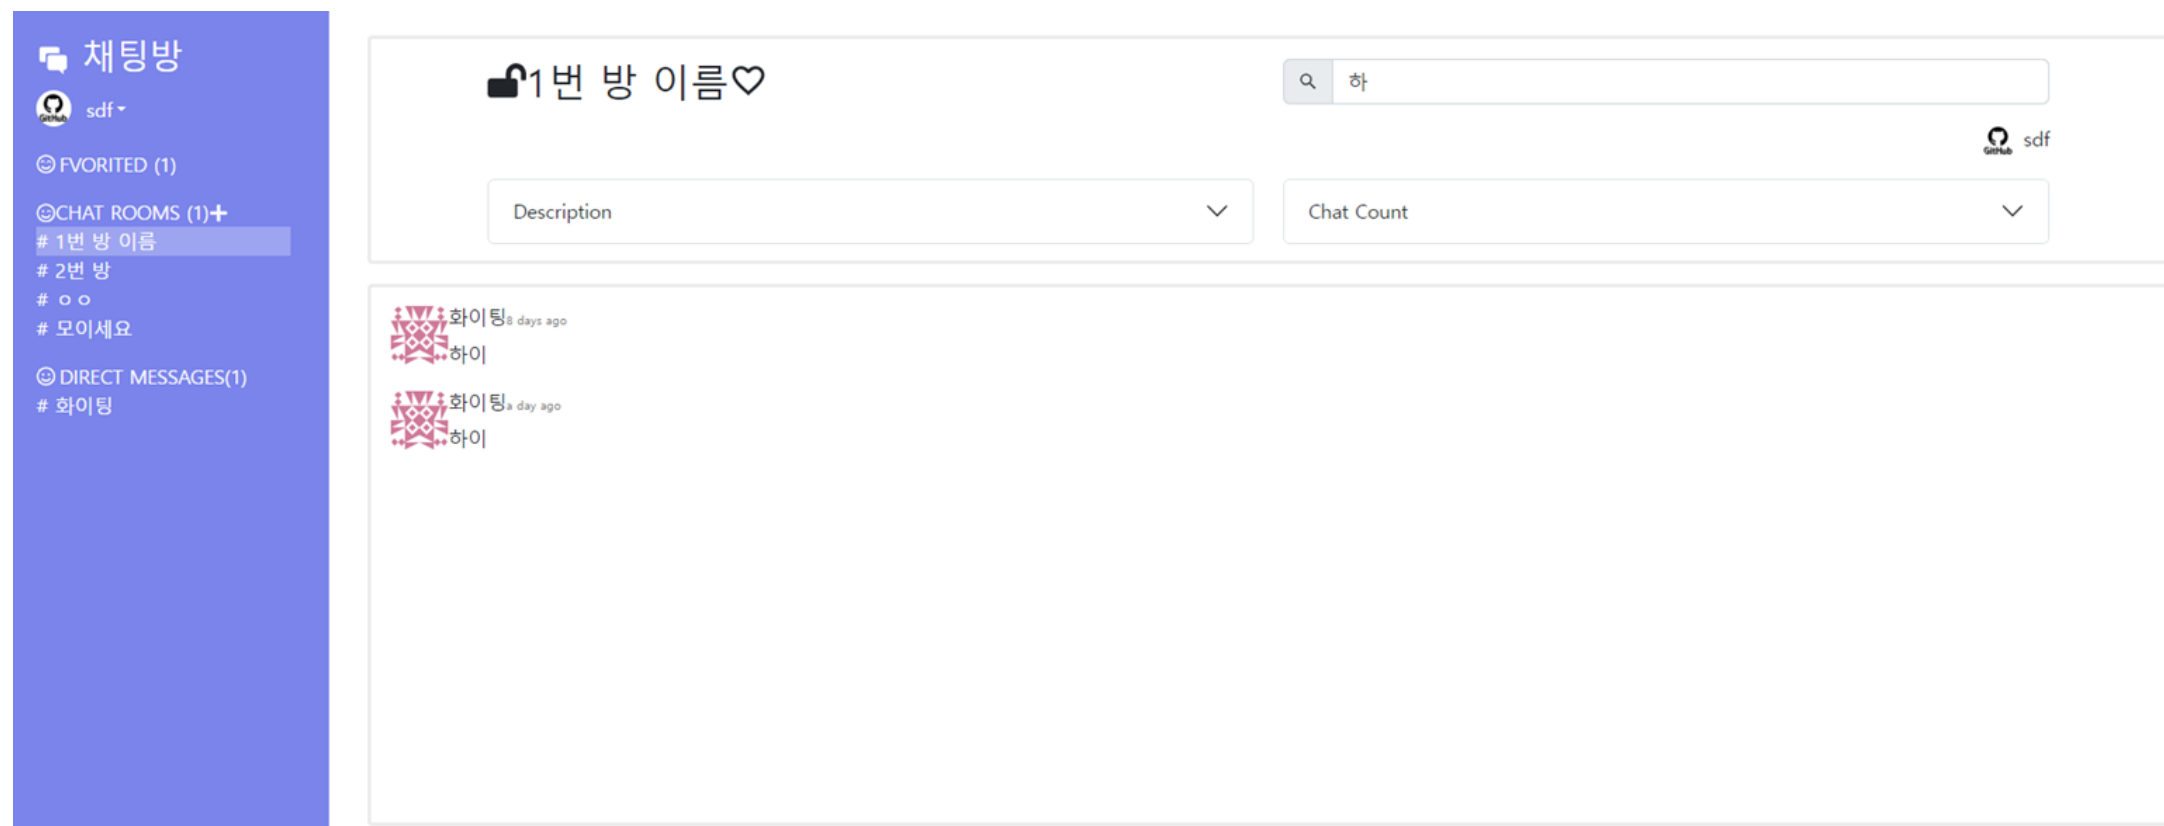 채팅방
GitHub
sdf
FVORITED (1)
CHAT ROOMS (1)+
# 1번 방 이름
# 2번 방
# ㅇㅇ
# 모이세요
DIRECT MESSAGES(1)
# 화이팅
1번 방 이름
하
GitHub
sdf
Description
Chat Count
화이팅8 days ago
하이
화이팅a day ago
하이